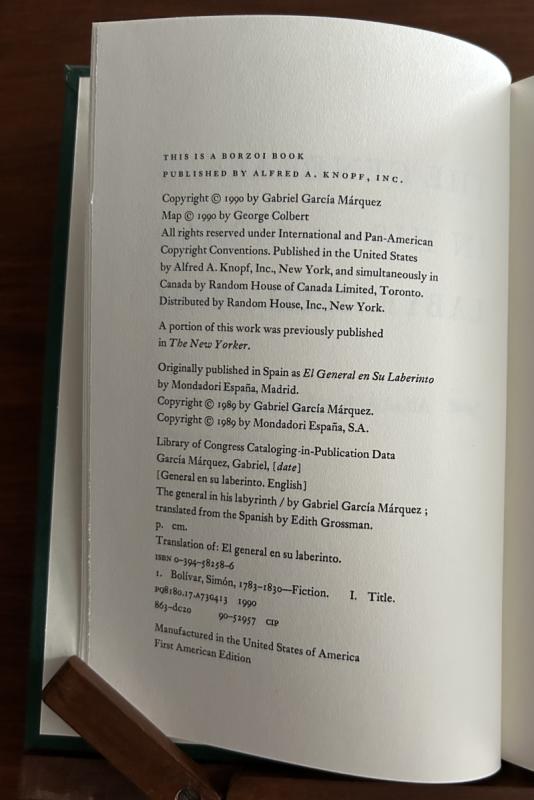 THIS IS A BORZOI BOOK
PUBLISHED BY ALFRED A. KNOPF, INC.
Copyright © 1990 by Gabriel García Márquez
Map © 1990 by George Colbert
All rights reserved under International and Pan-American
Copyright Conventions. Published in the United States
by Alfred A. Knopf, Inc., New York, and simultaneously in
Canada by Random House of Canada Limited, Toronto.
Distributed by Random House, Inc., New York.
A portion of this work was previously published
in The New Yorker.
Originally published in Spain as El General en Su Laberinto
by Mondadori España, Madrid.
Copyright © 1989 by Gabriel García Márquez.
Copyright © 1989 by Mondadori España, S.A.
Library of Congress Cataloging-in-Publication Data
García Márquez, Gabriel, [date]
[General en su laberinto. English]
The general in his labyrinth / by Gabriel García Márquez ;
translated from the Spanish by Edith Grossman.
p. cm.
Translation of: El general en su laberinto.
ISBN 0-394-58258-6
1. Bolívar, Simón, 1783–1830—Fiction. I. Title.
PQ8180.17.A73G413 1990
863—dc20 90-52957 CIP
Manufactured in the United States of America
First American Edition